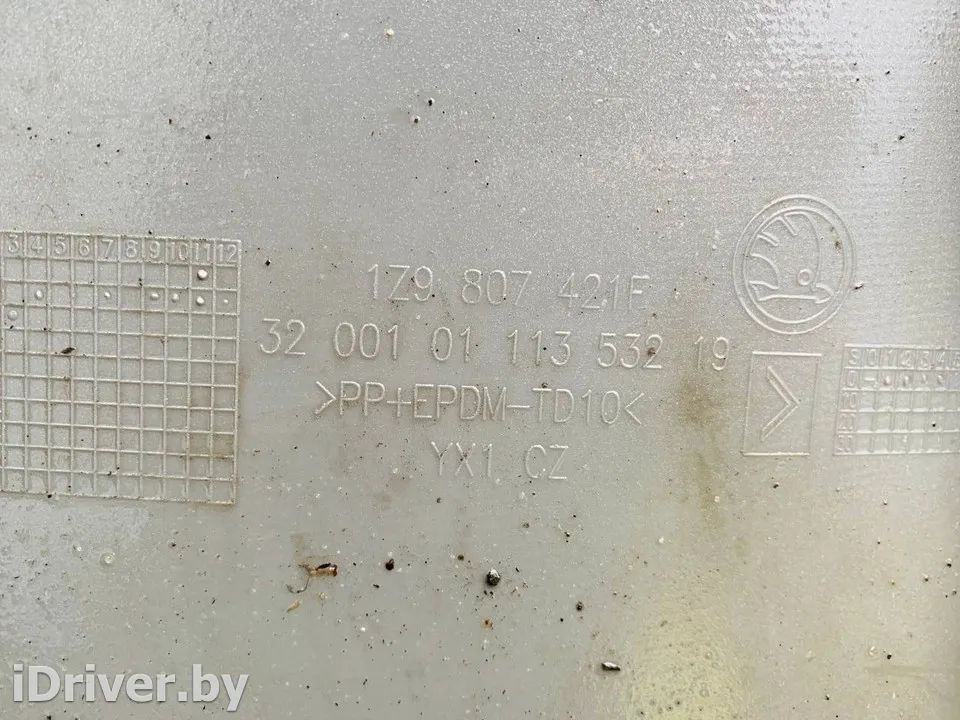 3 4 5 6 7 8 9 10 11 12
1Z9 807 421F
32 001 01 113 532 19
>PP+EPDM-TD10<
YX1 CZ
iDriver.by